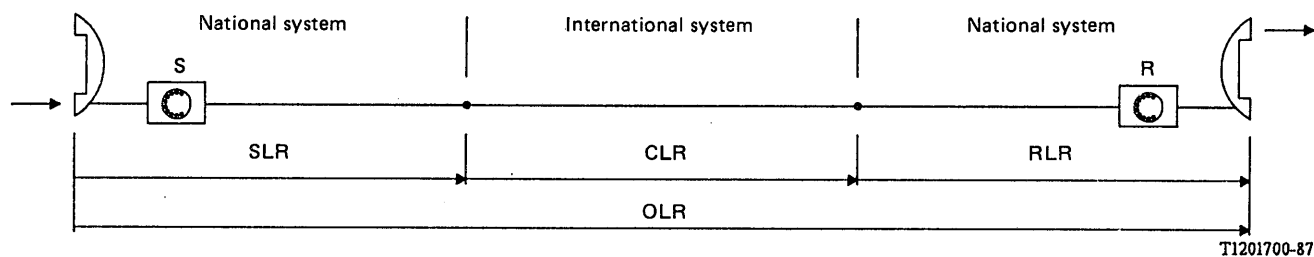 National system
International system
National system
S
R
SLR
CLR
RLR
OLR
T1201700-87